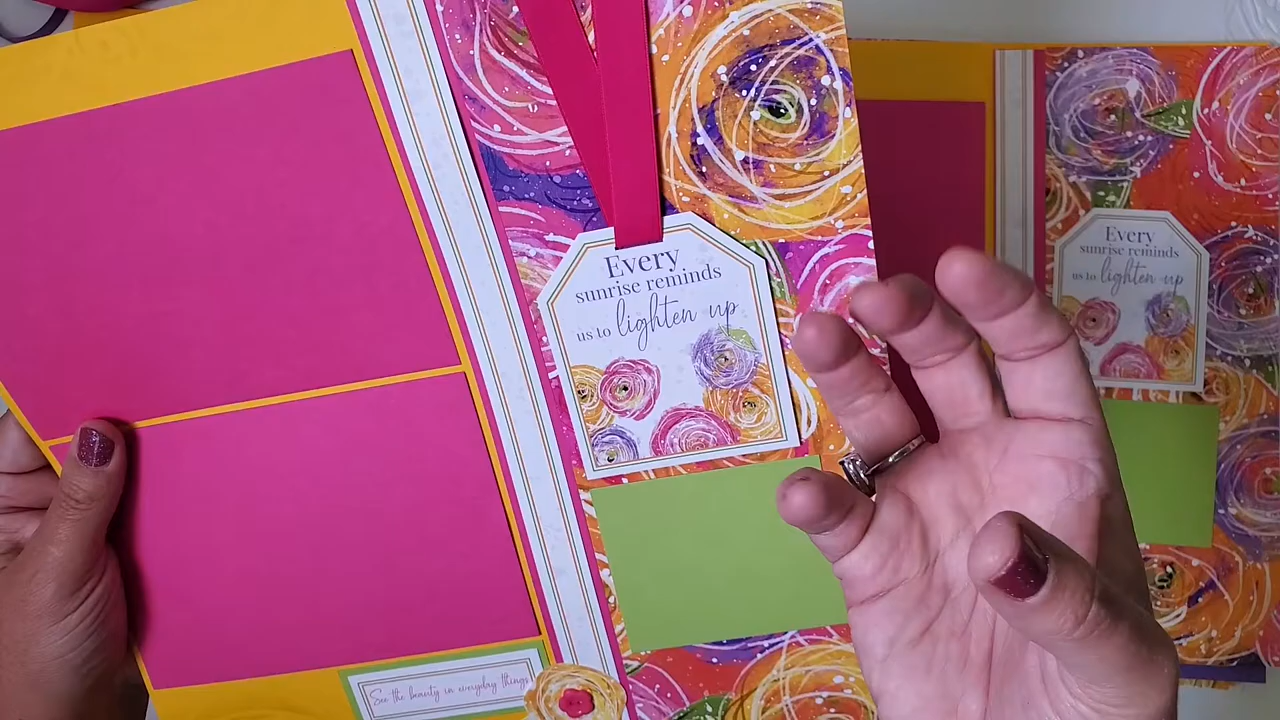 Every
sunrise reminds
us to lighten up
See the beauty in everyday things
Every
sunrise reminds
us to lighten up